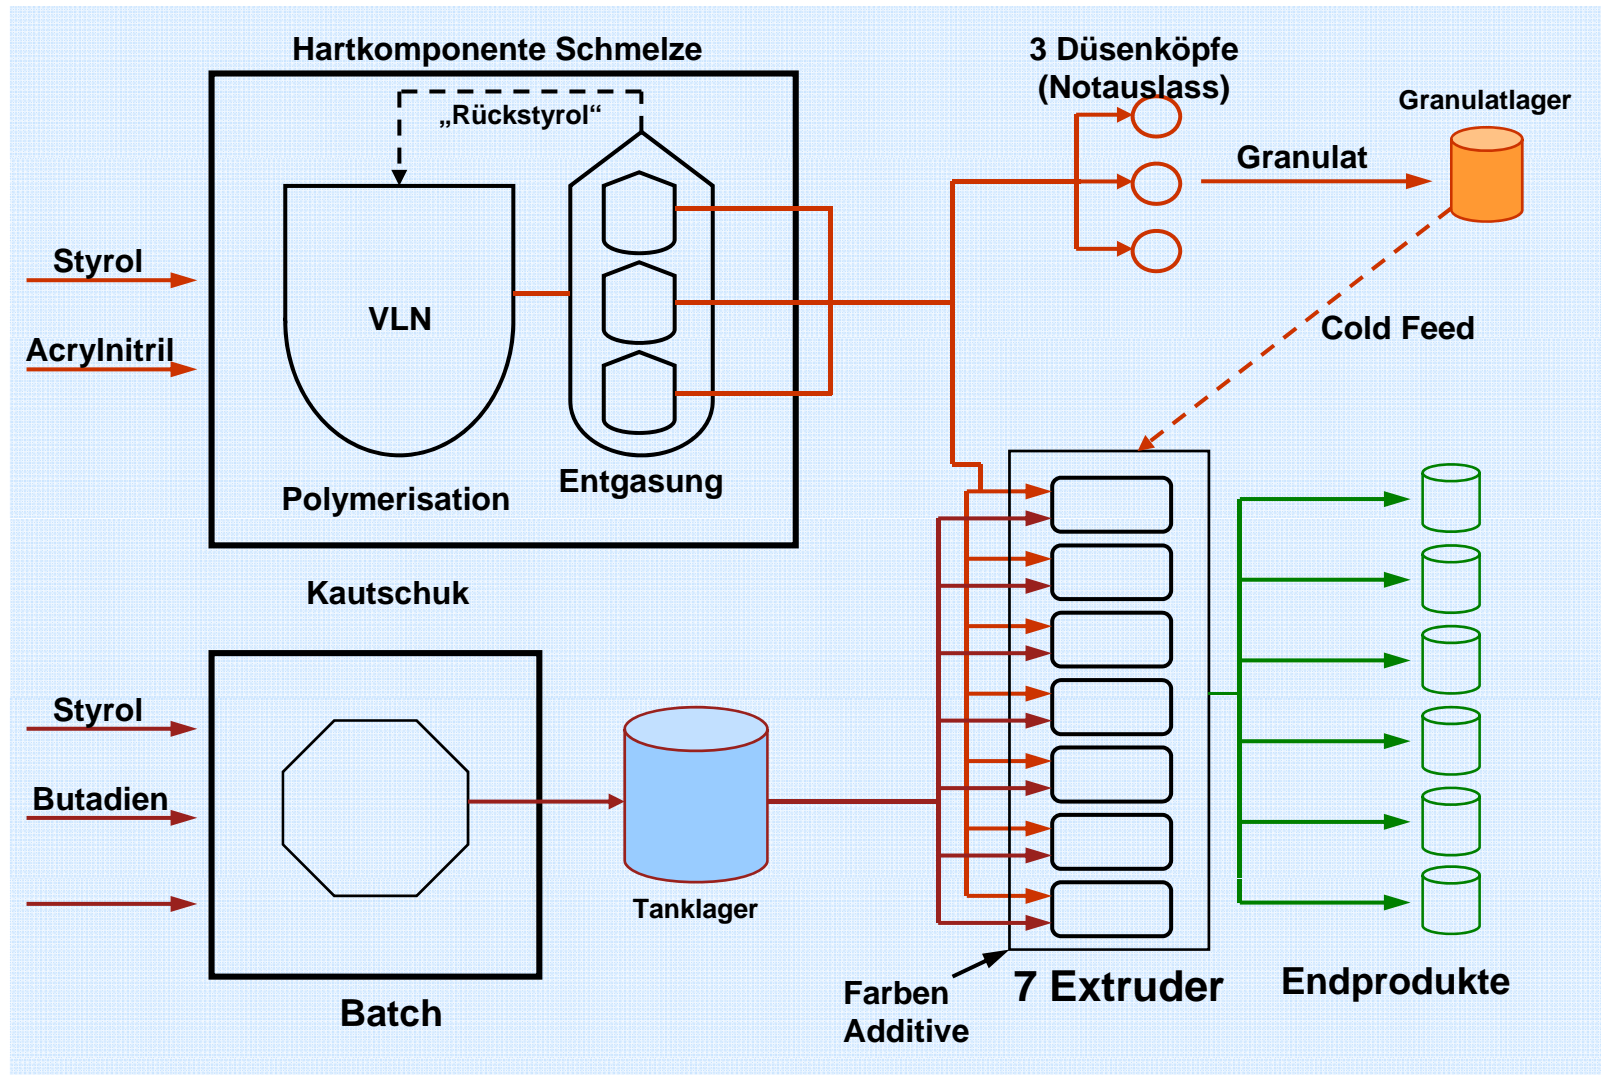 Hartkomponente Schmelze
3 Düsenköpfe
(Notauslass)
Granulatlager
„Rückstyrol“
Granulat
Styrol
VLN
Cold Feed
Acrylnitril
Entgasung
Polymerisation
Kautschuk
Styrol
Butadien
Tanklager
7 Extruder
Endprodukte
Farben
Additive
Batch